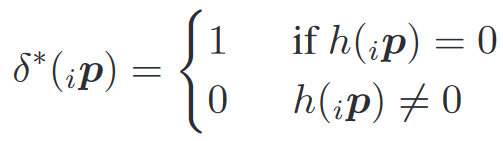 δ*(ᵢp) = { 1 if h(ᵢp) = 0
0 h(ᵢp) ≠ 0